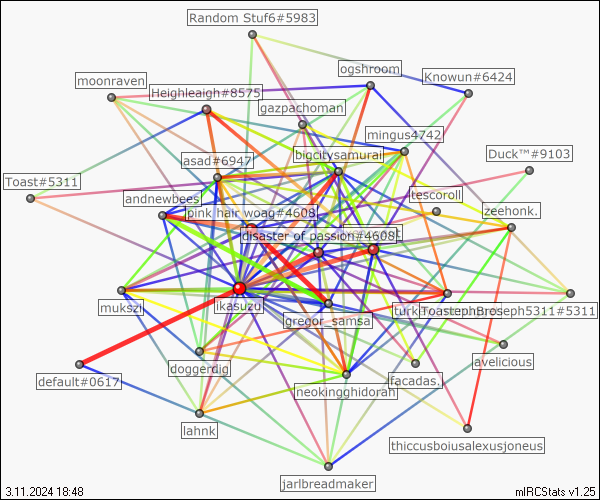 Random Stuf6#5983
ogshroom
Knowun#6424
moonraven
Heighleaigh#8575
gazpachoman
mingus4742
bigcitysamurai
Duck™#9103
asad#6947
Toast#5311
tescoroll
andnewbees
zeehonk.
pink hair woag#4608
disaster of passion#4608
mukszi
ikasuzu
gregor_samsa
avelicious
doggerdig
default#0617
facadas.
neokingghidorah
lahnk
thiccusboiusalexusjoneus
jarlbreadmaker
3.11.2024 18:48
mIRCStats v1.25